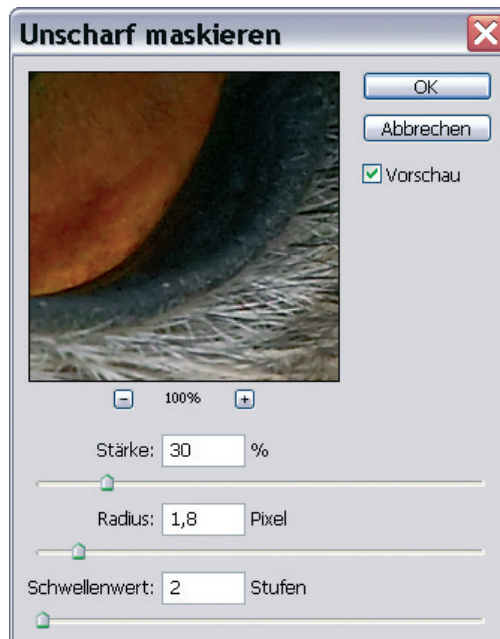 Unscharf maskieren
OK
Abbrechen
Vorschau
100%
Stärke: 30 %
Radius: 1,8 Pixel
Schwellenwert: 2 Stufen